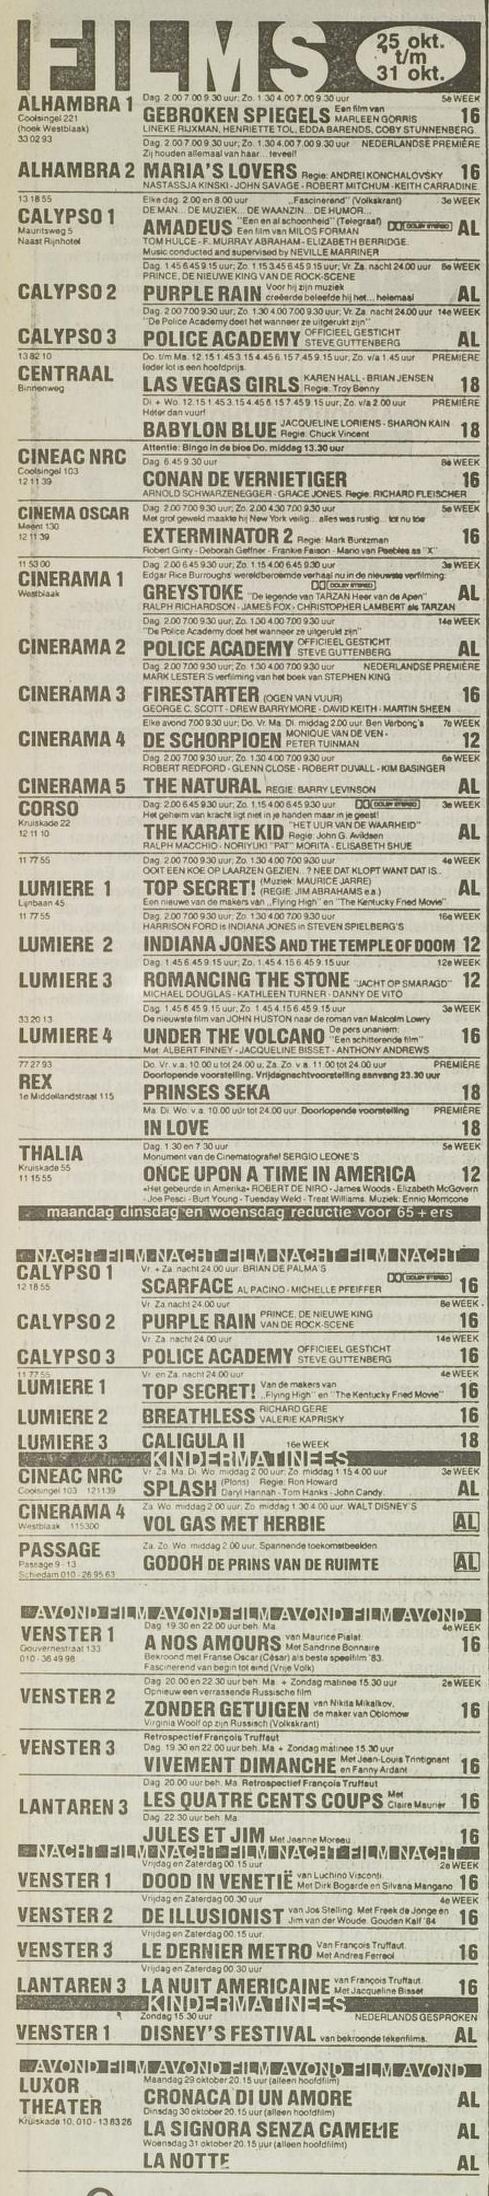 FILMS
25 okt.
t/m
31 okt.
ALHAMBRA 1
Coolsingel 221
(hoek Westblaak)
33 02 93
Dag. 2.00 7.00 9.30 uur; Zo. 1.30 4.00 7.00 9.30 uur 5e WEEK
GEBROKEN SPIEGELS Een film van MARLEEN GORRIS 16
LINEKE RIJXMAN, HENRIETTE TOL, EDDA BARENDS, COBY STUNNENBERG
Dag. 2.00 7.00 9.30 uur; Zo. 1.30 4.00 7.00 9.30 uur NEDERLANDSE PREMIÈRE
Zij houden allemaal van haar... teveel!
ALHAMBRA 2 MARIA'S LOVERS Regie: ANDREI KONCHALOVSKY 16
NASTASSJA KINSKI - JOHN SAVAGE - ROBERT MITCHUM - KEITH CARRADINE
13 18 55
CALYPSO 1
Mauritsweg 5
Naast Rijnhotel
Elke dag. 2.00 en 8.00 uur „Fascinerend" (Volkskrant) 3e WEEK
DE MAN... DE MUZIEK... DE WAANZIN... DE HUMOR...
AMADEUS "Een en al schoonheid" (Telegraaf) Een film van MILOS FORMAN DOLBY STEREO AL
TOM HULCE - F. MURRAY ABRAHAM - ELIZABETH BERRIDGE
Music conducted and supervised by NEVILLE MARRINER
Dag. 1.45 6.45 9.15 uur; Zo. 1.15 3.45 6.45 9.15 uur; Vr. Za. nacht 24.00 uur 8e WEEK
PRINCE, DE NIEUWE KING VAN DE ROCK-SCENE
CALYPSO 2 PURPLE RAIN Voor hij zijn muziek creëerde beleefde hij het... helemaal AL
Dag. 2.00 7.00 9.30 uur; Zo. 1.30 4.00 7.00 9.30 uur; Vr. Za. nacht 24.00 uur 14e WEEK
"De Police Academy doet het wanneer ze uitgerukt zijn"
CALYPSO 3 POLICE ACADEMY OFFICIEEL GESTICHT STEVE GUTTENBERG AL
13 82 10
CENTRAAL
Binnenweg
Do. t/m Ma. 12.15 1.45 3.15 4.45 6.15 7.45 9.15 uur; Zo. v/a 1.45 uur PREMIÈRE
Ieder lot is een hoofdprijs.
LAS VEGAS GIRLS KAREN HALL - BRIAN JENSEN Regie: Troy Benny 18
Di + Wo. 12.15 1.45 3.15 4.45 6.15 7.45 9.15 uur; Zo. v/a 2.00 uur PREMIÈRE
Heter dan vuur!
BABYLON BLUE JACQUELINE LORIENS - SHARON KAIN Regie: Chuck Vincent 18
CINEAC NRC
Coolsingel 103
12 11 39
Attentie: Bingo in de bios Do. middag 13.30 uur
Dag. 6.45 9.30 uur 8e WEEK
CONAN DE VERNIETIGER 16
ARNOLD SCHWARZENEGGER - GRACE JONES. Regie: RICHARD FLEISCHER
CINEMA OSCAR
Meent 130
12 11 39
Dag. 2.00 7.00 9.30 uur; Zo. 2.00 4.30 7.00 9.30 uur 5e WEEK
Met grof geweld maakte hij New York veilig... alles was rustig... tot nu toe
EXTERMINATOR 2 Regie: Mark Buntzman 16
Robert Ginty - Deborah Geffner - Frankie Faison - Mario van Peebles as "X"
11 53 00
CINERAMA 1
Westblaak
Dag. 2.00 6.45 9.30 uur; Zo. 1.15 4.00 6.45 9.30 uur 3e WEEK
Edgar Rice Burroughs' wereldberoemde verhaal nu in de nieuwste verfilming:
GREYSTOKE DOLBY STEREO "De legende van TARZAN Heer van de Apen" AL
RALPH RICHARDSON - JAMES FOX - CHRISTOPHER LAMBERT als TARZAN
Dag. 2.00 7.00 9.30 uur; Zo. 1.30 4.00 7.00 9.30 uur 14e WEEK
"De Police Academy doet het wanneer ze uitgerukt zijn"
CINERAMA 2 POLICE ACADEMY OFFICIEEL GESTICHT STEVE GUTTENBERG AL
Dag. 2.00 7.00 9.30 uur; Zo. 1.30 4.00 7.00 9.30 uur NEDERLANDSE PREMIÈRE
MARK LESTER'S verfilming van het boek van STEPHEN KING
CINERAMA 3 FIRESTARTER (OGEN VAN VUUR) 16
GEORGE C. SCOTT - DREW BARRYMORE - DAVID KEITH - MARTIN SHEEN
Elke avond 7.00 9.30 uur; Do. Vr. Ma. Di. middag 2.00 uur. Ben Verbong's 7e WEEK
CINERAMA 4 DE SCHORPIOEN MONIQUE VAN DE VEN - PETER TUINMAN 12
Dag. 2.00 7.00 9.30 uur; Zo. 1.30 4.00 7.00 9.30 uur 6e WEEK
ROBERT REDFORD - GLENN CLOSE - ROBERT DUVALL - KIM BASINGER
CINERAMA 5 THE NATURAL REGIE: BARRY LEVINSON AL
CORSO
Kruiskade 22
12 11 10
Dag. 2.00 6.45 9.30 uur; Zo. 1.15 4.00 6.45 9.30 uur DOLBY STEREO 3e WEEK
Het geheim van kracht ligt niet in je handen maar in je geest!
THE KARATE KID "HET UUR VAN DE WAARHEID" Regie: John G. Avildsen AL
RALPH MACCHIO - NORIYUKI "PAT" MORITA - ELISABETH SHUE
11 77 55
LUMIERE 1
Lijnbaan 45
Dag. 2.00 7.00 9.30 uur; Zo. 1.30 4.00 7.00 9.30 uur 4e WEEK
OOIT EEN KOE OP LAARZEN GEZIEN...? NEE DAT KLOPT WANT DAT IS...
TOP SECRET! (Muziek: MAURICE JARRE) (REGIE: JIM ABRAHAMS e.a.) AL
Een nieuwe van de makers van „Flying High" en "The Kentucky Fried Movie"
11 77 55
Dag. 2.00 7.00 9.30 uur; Zo. 1.30 4.00 7.00 9.30 uur 16e WEEK
HARRISON FORD is INDIANA JONES in STEVEN SPIELBERG'S
LUMIERE 2 INDIANA JONES AND THE TEMPLE OF DOOM 12
Dag. 1.45 6.45 9.15 uur; Zo. 1.45 4.15 6.45 9.15 uur 12e WEEK
LUMIERE 3 ROMANCING THE STONE "JACHT OP SMARAGD" 12
MICHAEL DOUGLAS - KATHLEEN TURNER - DANNY DE VITO
33 20 13
Dag. 1.45 6.45 9.15 uur; Zo. 1.45 4.15 6.45 9.15 uur 3e WEEK
De nieuwste film van JOHN HUSTON naar de roman van Malcolm Lowry
LUMIERE 4 UNDER THE VOLCANO De pers unaniem: "Een schitterende film" 16
Met: ALBERT FINNEY - JACQUELINE BISSET - ANTHONY ANDREWS
77 27 93
REX
1e Middellandstraat 115
Do. Vr. v.a. 10.00 u tot 24.00 u; Za. Zo. v.a. 11.00 tot 24.00 uur PREMIÈRE
Doorlopende voorstelling. Vrijdagnachtvoorstelling aanvang 23.30 uur
PRINSES SEKA 18
Ma. Di. Wo. v.a. 10.00 uur tot 24.00 uur. Doorlopende voorstelling PREMIÈRE
IN LOVE 18
THALIA
Kruiskade 55
11 15 55
Dag. 1.30 en 7.30 uur 5e WEEK
Monument van de Cinematografie! SERGIO LEONE'S
ONCE UPON A TIME IN AMERICA 12
«Het gebeurde in Amerika» ROBERT DE NIRO - James Woods - Elizabeth McGovern
- Joe Pesci - Burt Young - Tuesday Weld - Treat Williams. Muziek: Ennio Morricone
maandag dinsdag en woensdag reductie voor 65+ers
NACHT FILM NACHT FILM NACHT FILM NACHT FILM NACHT
CALYPSO 1
12 18 55
Vr. + Za. nacht 24.00 uur. BRIAN DE PALMA'S
SCARFACE AL PACINO - MICHELLE PFEIFFER DOLBY STEREO 16
Vr. Za. nacht 24.00 uur 8e WEEK
CALYPSO 2 PURPLE RAIN PRINCE, DE NIEUWE KING VAN DE ROCK-SCENE 16
Vr. Za. nacht 24.00 uur 14e WEEK
CALYPSO 3 POLICE ACADEMY OFFICIEEL GESTICHT STEVE GUTTENBERG 16
11 77 55
Vr. en Za. nacht 24.00 uur 4e WEEK
LUMIERE 1 TOP SECRET! Van de makers van „Flying High" en "The Kentucky Fried Movie" 16
LUMIERE 2 BREATHLESS RICHARD GERE VALERIE KAPRISKY 16
LUMIERE 3 CALIGULA II 16e WEEK 18
KINDERMATINEES
CINEAC NRC
Coolsingel 103 121139
Vr. Za. Ma. Di. Wo. middag 2.00 uur; Zo. middag 1.15 4.00 uur 3e WEEK
SPLASH (Plons) Regie: Ron Howard Daryl Hannah - Tom Hanks - John Candy AL
CINERAMA 4
Westblaak 115300
Za. Wo. middag 2.00 uur; Zo. middag 1.30 4.00 uur. WALT DISNEY'S
VOL GAS MET HERBIE AL
PASSAGE
Passage 9 - 13
Schiedam 010 - 26 95 63
Za. Zo. Wo. middag 2.00 uur. Spannende toekomstbeelden
GODOH DE PRINS VAN DE RUIMTE AL
AVOND FILM AVOND FILM AVOND FILM AVOND FILM AVOND
VENSTER 1
Gouvernestraat 133
010 - 36 49 98
Dag. 19.30 en 22.00 uur beh. Ma. 4e WEEK
A NOS AMOURS van Maurice Pialat. Met Sandrine Bonnaire 16
Bekroond met Franse Oscar (César) als beste speelfilm '83.
Fascinerend van begin tot eind (Vrije Volk)
Dag. 20.00 en 22.30 uur beh. Ma. + Zondag matinee 15.30 uur 2e WEEK
Opnieuw een verrassende Russische film
VENSTER 2 ZONDER GETUIGEN van Nikita Mikalkov, de maker van Oblomow 16
Virginia Woolf op zijn Russisch (Volkskrant)
Retrospectief François Truffaut
Dag. 19.30 en 22.00 uur beh. Ma. + Zondag matinee 15.30 uur
VENSTER 3 VIVEMENT DIMANCHE Met Jean-Louis Trintignant en Fanny Ardant 16
Dag. 20.00 uur beh. Ma. Retrospectief François Truffaut
LANTAREN 3 LES QUATRE CENTS COUPS Met Claire Maurier 16
Dag. 22.30 uur beh. Ma.
JULES ET JIM Met Jeanne Moreau 16
NACHT FILM NACHT FILM NACHT FILM NACHT FILM NACHT
Vrijdag en Zaterdag 00.15 uur 2e WEEK
VENSTER 1 DOOD IN VENETIË van Luchino Visconti. Met Dirk Bogarde en Silvana Mangano 16
Vrijdag en Zaterdag 00.30 uur 4e WEEK
VENSTER 2 DE ILLUSIONIST van Jos Stelling. Met Freek de Jonge en Jim van der Woude. Gouden Kalf '84 16
Vrijdag en Zaterdag 00.15 uur.
VENSTER 3 LE DERNIER METRO Van François Truffaut. Met Andrea Ferreol 16
Vrijdag en Zaterdag 00.30 uur
LANTAREN 3 LA NUIT AMERICAINE van François Truffaut. Met Jacqueline Bisset 16
KINDERMATINEES
Zondag 15.30 uur NEDERLANDS GESPROKEN
VENSTER 1 DISNEY'S FESTIVAL van bekroonde tekenfilms. AL
AVOND FILM AVOND FILM AVOND FILM AVOND FILM AVOND
LUXOR
THEATER
Kruiskade 10, 010 - 13 83 26
Maandag 29 oktober 20.15 uur (alleen hoofdfilm)
CRONACA DI UN AMORE AL
Dinsdag 30 oktober 20.15 uur (alleen hoofdfilm)
LA SIGNORA SENZA CAMELIE AL
Woensdag 31 oktober 20.15 uur (alleen hoofdfilm)
LA NOTTE AL